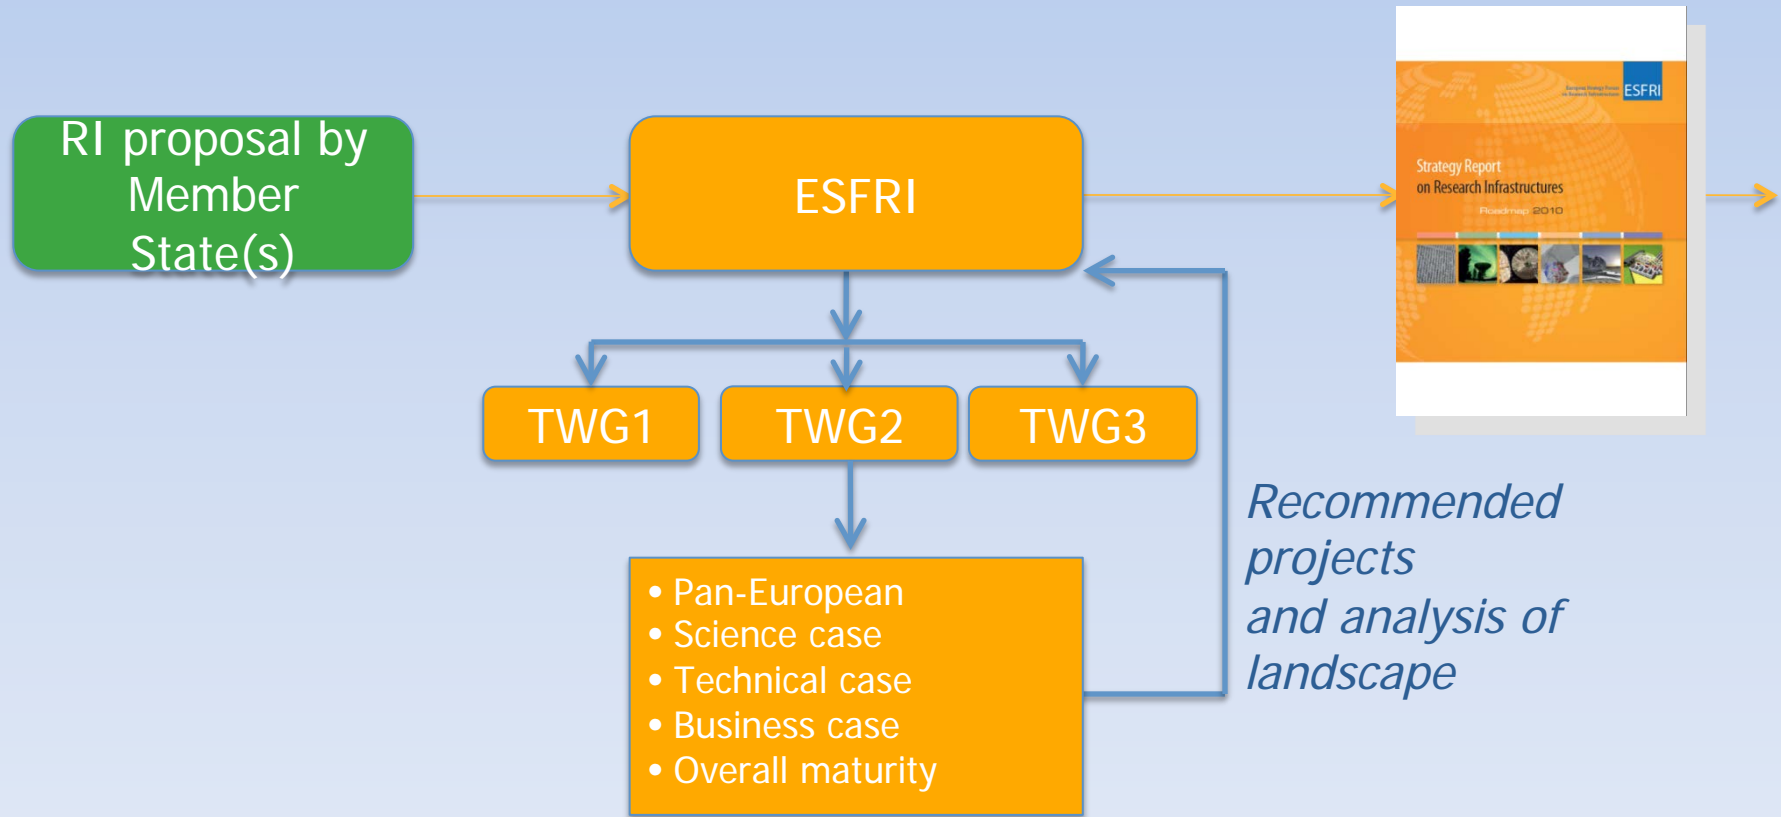 RI proposal by
Member
State(s)
ESFRI
ESFRI
Strategy Report
on Research Infrastructures
Roadmap 2010
TWG1
TWG2
TWG3
• Pan-European
• Science case
• Technical case
• Business case
• Overall maturity
Recommended
projects
and analysis of
landscape